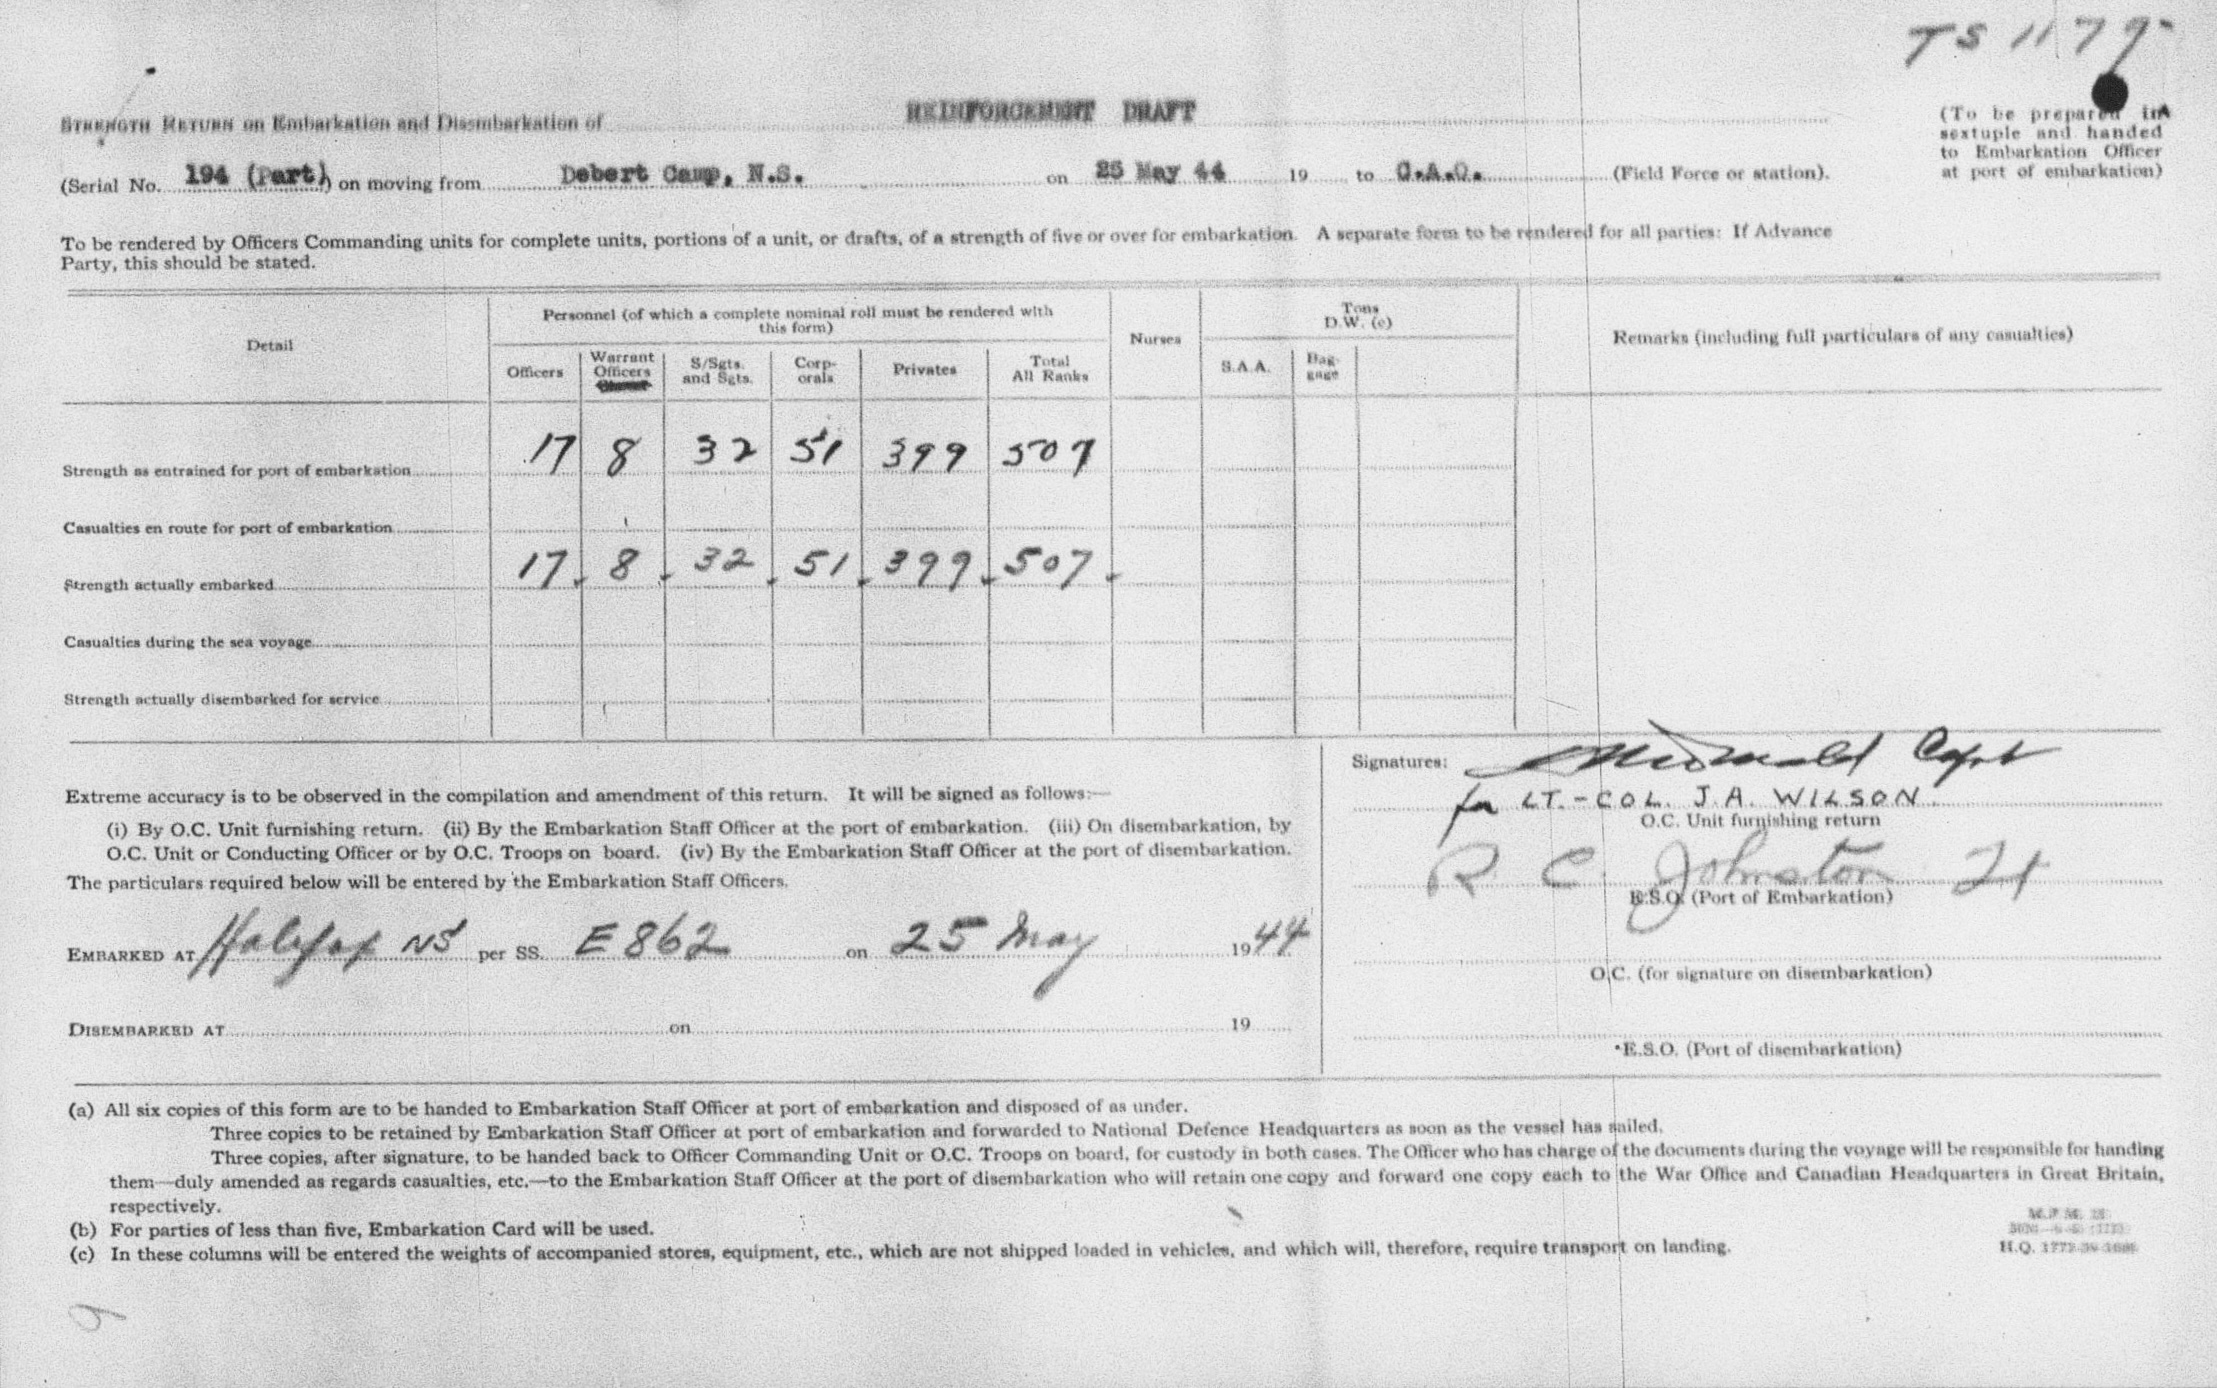 TS 1179
STRENGTH RETURN on Embarkation and Disembarkation of REINFORCEMENT DRAFT
(To be prepared in sextuple and handed to Embarkation Officer at port of embarkation)
(Serial No. 194 (Part) ) on moving from Debert Camp, N.S. on 25 May 44 19 to C.A.O. (Field Force or station).
To be rendered by Officers Commanding units for complete units, portions of a unit, or drafts, of a strength of five or over for embarkation. A separate form to be rendered for all parties: If Advance
Party, this should be stated.
Detail
Personnel (of which a complete nominal roll must be rendered with
this form)
Nurses
Tons
D.W. (c)
Remarks (including full particulars of any casualties)
Officers Warrant Officers S/Sgts. and Sgts. Corp-orals Privates Total All Ranks S.A.A. Bag-gage
Strength as entrained for port of embarkation 17 8 32 51 399 507
Casualties en route for port of embarkation
Strength actually embarked 17 8 32 51 399 507
Casualties during the sea voyage
Strength actually disembarked for service
Extreme accuracy is to be observed in the compilation and amendment of this return. It will be signed as follows:—
(i) By O.C. Unit furnishing return. (ii) By the Embarkation Staff Officer at the port of embarkation. (iii) On disembarkation, by
O.C. Unit or Conducting Officer or by O.C. Troops on board. (iv) By the Embarkation Staff Officer at the port of disembarkation.
The particulars required below will be entered by the Embarkation Staff Officers.
EMBARKED AT Halifax NS per SS. E862 on 25 May 1944
DISEMBARKED AT on 19
Signatures: Capt
for LT.-COL. J.A. WILSON.
O.C. Unit furnishing return
R C Johnston Lt
E.S.O. (Port of Embarkation)
O.C. (for signature on disembarkation)
E.S.O. (Port of disembarkation)
(a) All six copies of this form are to be handed to Embarkation Staff Officer at port of embarkation and disposed of as under.
Three copies to be retained by Embarkation Staff Officer at port of embarkation and forwarded to National Defence Headquarters as soon as the vessel has sailed.
Three copies, after signature, to be handed back to Officer Commanding Unit or O.C. Troops on board, for custody in both cases. The Officer who has charge of the documents during the voyage will be responsible for handing
them—duly amended as regards casualties, etc.—to the Embarkation Staff Officer at the port of disembarkation who will retain one copy and forward one copy each to the War Office and Canadian Headquarters in Great Britain,
respectively.
(b) For parties of less than five, Embarkation Card will be used.
(c) In these columns will be entered the weights of accompanied stores, equipment, etc., which are not shipped loaded in vehicles, and which will, therefore, require transport on landing.
H.Q.